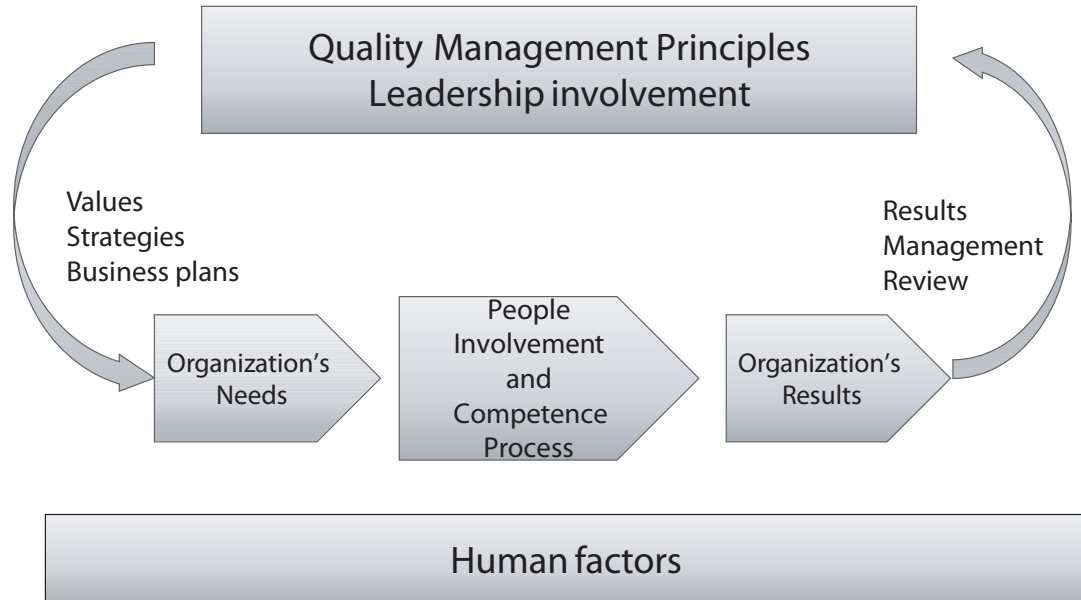 Quality Management Principles
Leadership involvement
Values
Strategies
Business plans
Results
Management
Review
Organization’s
Needs
People
Involvement
and
Competence
Process
Organization’s
Results
Human factors